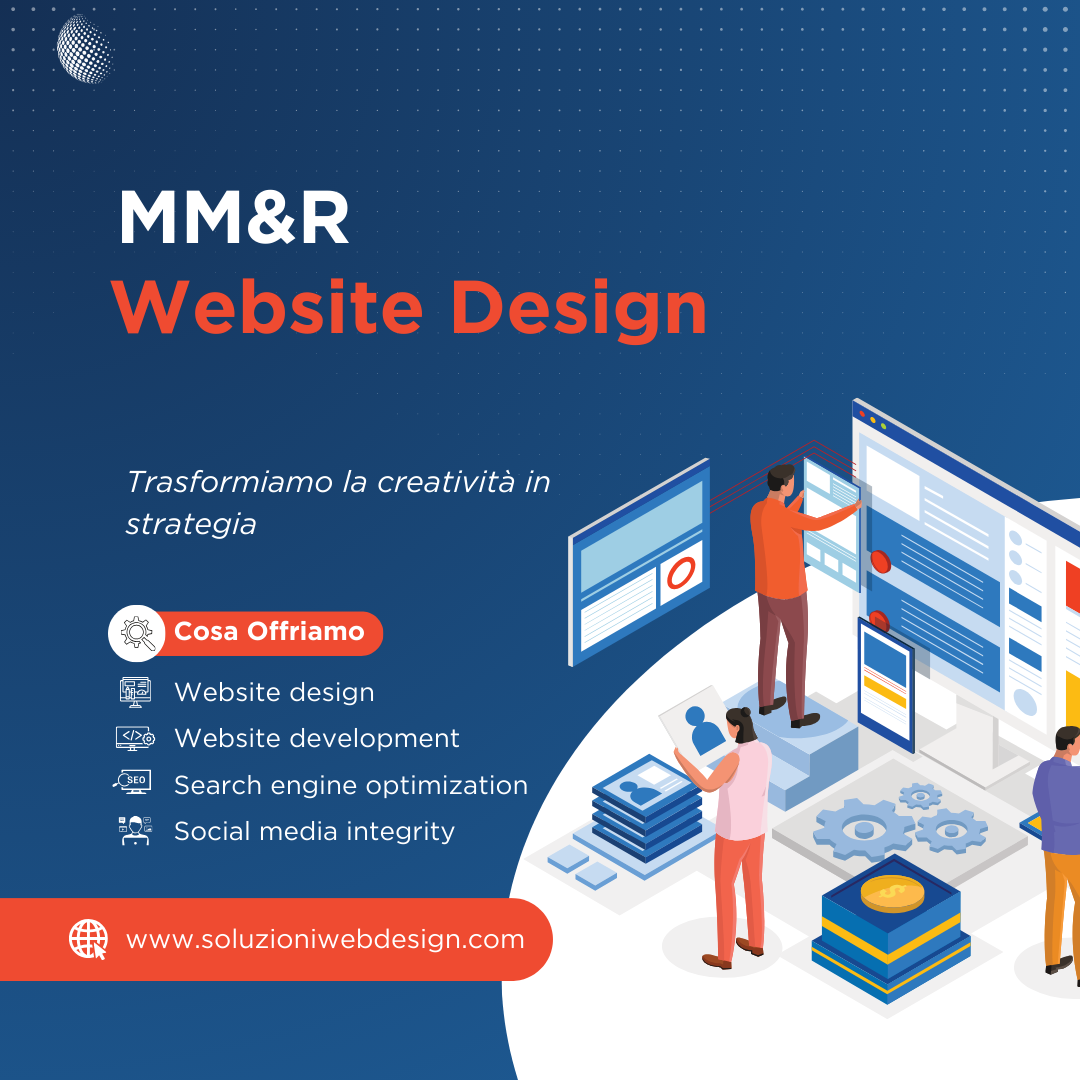 MM&R
Website Design
Trasformiamo la creatività in
strategia
Cosa Offriamo
Website design
</>
Website development
SEO
Search engine optimization
Social media integrity
www.soluzioniwebdesign.com
$